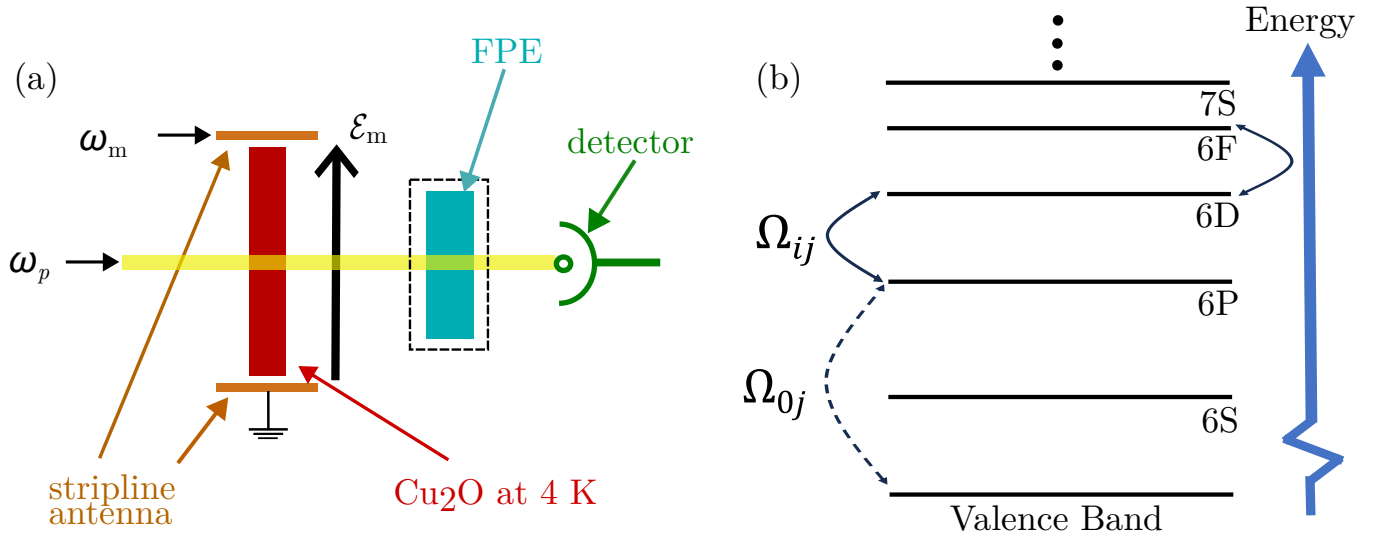 (a)
FPE
ω_m
ℰ_m
detector
ω_p
stripline
antenna
Cu₂O at 4 K
(b)
Energy
7S
6F
6D
Ω_ij
6P
Ω_0j
6S
Valence Band